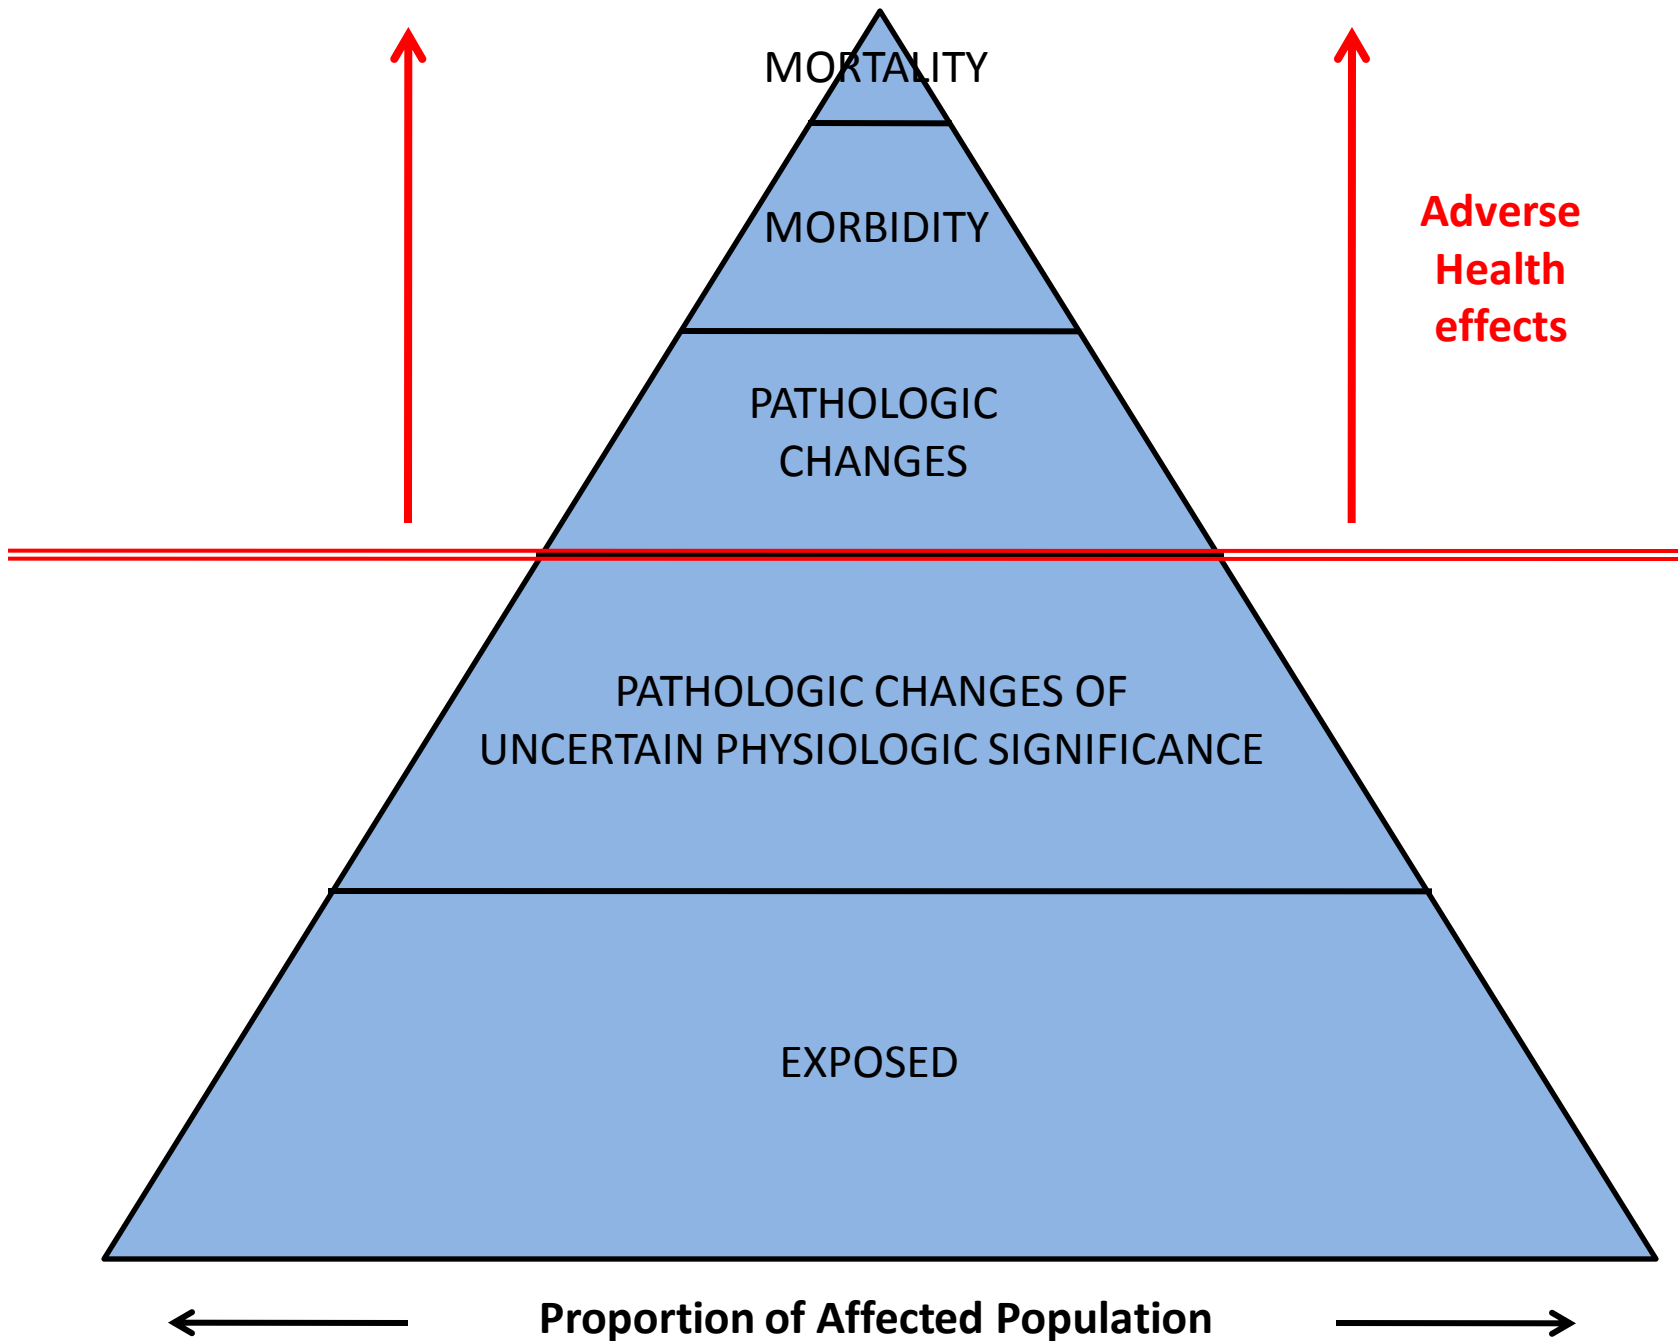 MORTALITY
MORBIDITY
Adverse
Health
effects
PATHOLOGIC
CHANGES
PATHOLOGIC CHANGES OF
UNCERTAIN PHYSIOLOGIC SIGNIFICANCE
EXPOSED
Proportion of Affected Population